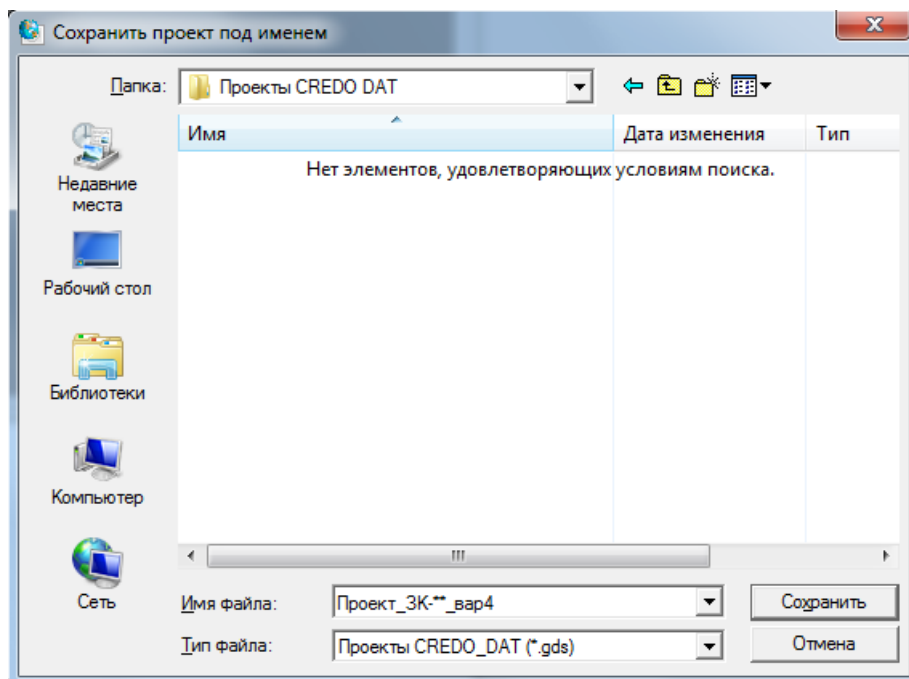 Сохранить проект под именем
Папка: Проекты CREDO DAT
Имя Дата изменения Тип
Нет элементов, удовлетворяющих условиям поиска.
Недавние
места
Рабочий стол
Библиотеки
Компьютер
Сеть
Имя файла: Проект_ЗК-**_вар4 Сохранить
Тип файла: Проекты CREDO_DAT (*.gds) Отмена